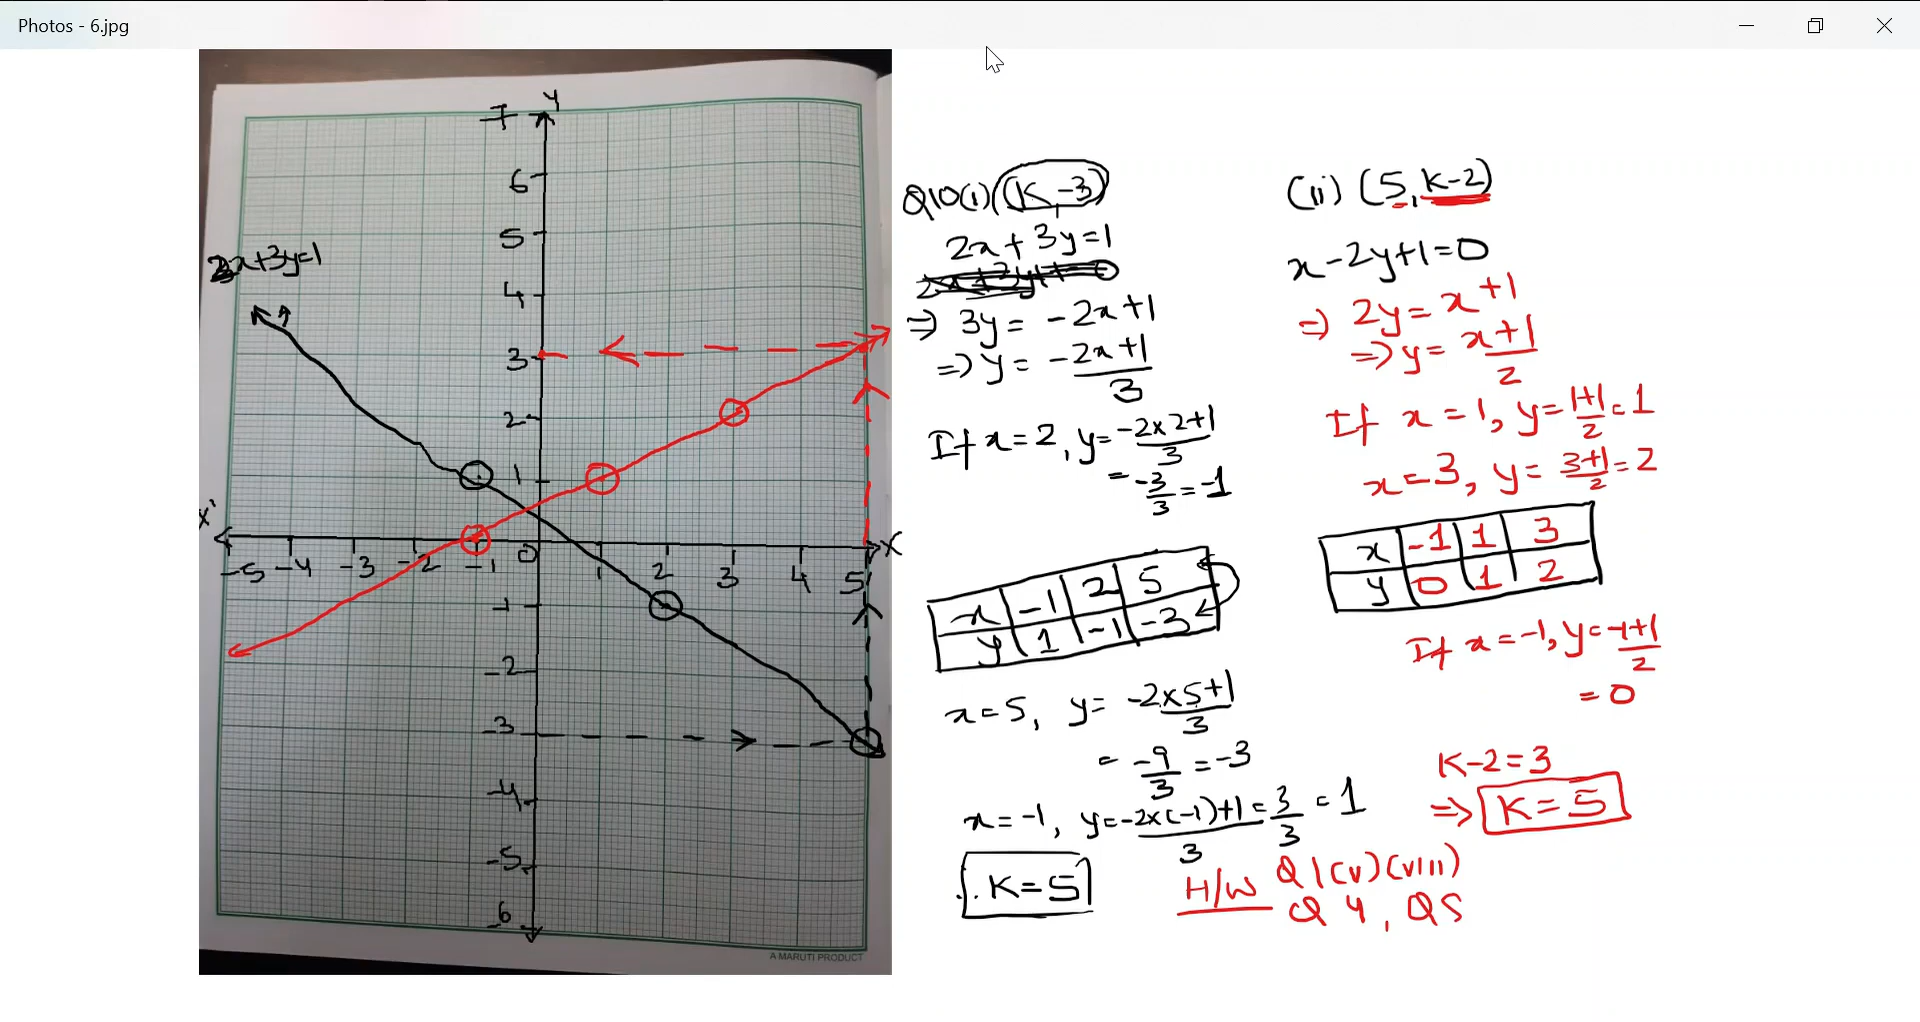 Photos - 6.jpg
y
7
6
5
4
3
2
1
2x+3y=1
X'
-5 -4 -3 -2 -1 0 1 2 3 4 5 X
-1
-2
-3
-4
-5
-6
A MARUTI PRODUCT
Q10(i) (K, -3)
2x + 3y = 1
⇒ 3y = -2x+1
⇒ y = -2x+1/3
If x=2, y= -2x2+1/3
= -3/3 = -1
x -1 2 5
y 1 -1 -3
x=5, y= -2x5+1/3
= -9/3 = -3
x=-1, y= -2x(-1)+1/3 = 3/3 = 1
∴ K=5
(ii) (5, K-2)
x-2y+1=0
⇒ 2y = x+1
⇒ y = x+1/2
If x = 1, y = 1+1/2 = 1
x=3, y = 3+1/2 = 2
x -1 1 3
y 0 1 2
If x = -1, y = -1+1/2
= 0
K-2=3
⇒ K=5
H/W Q1(v)(viii)
Q4, Q5